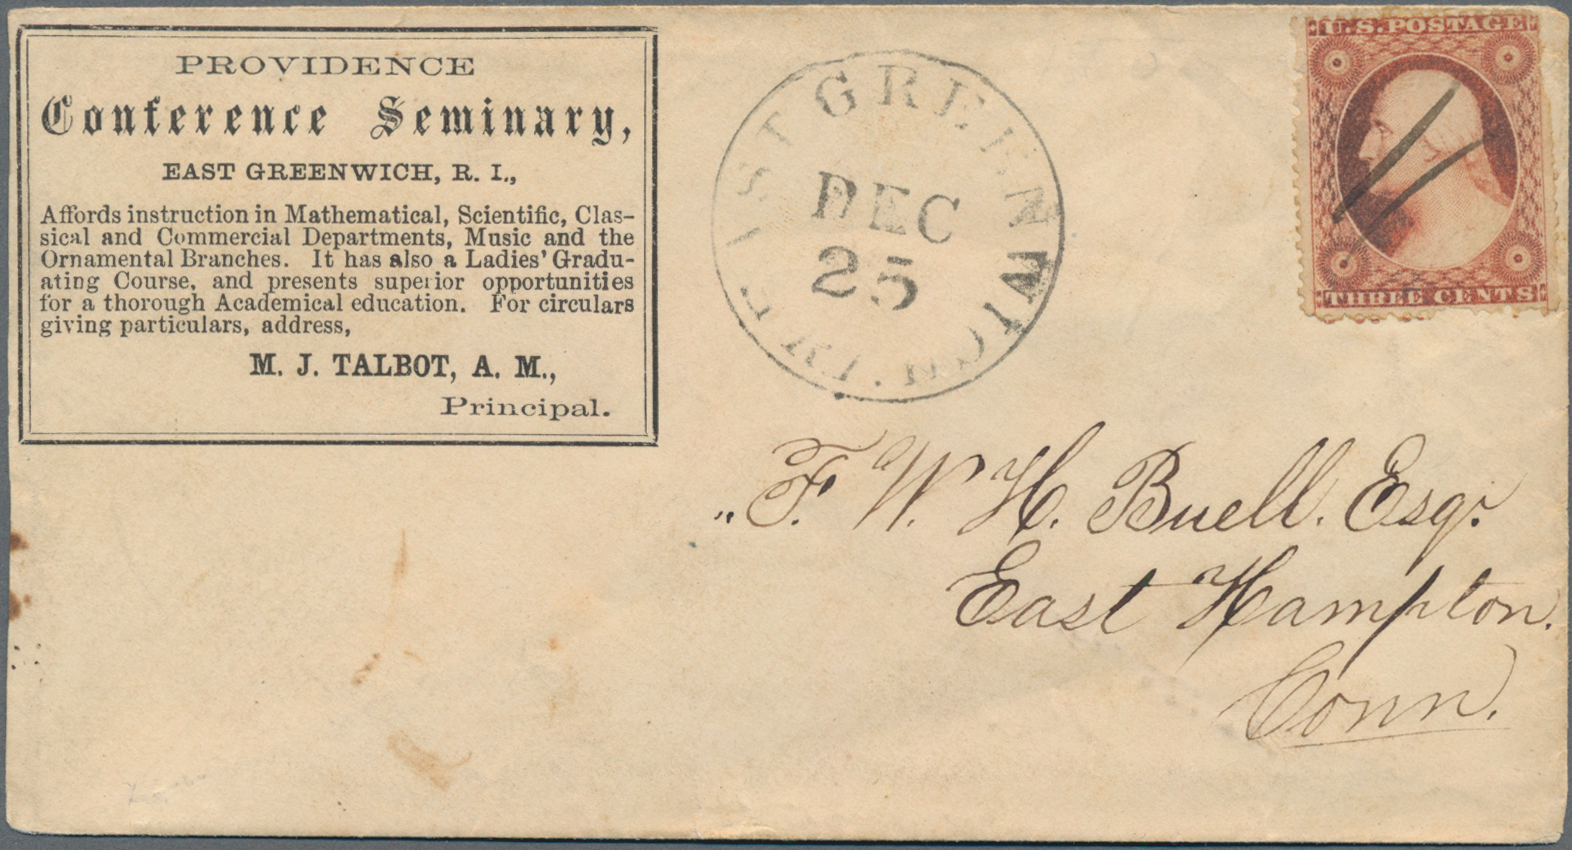 PROVIDENCE
Conference Seminary,
EAST GREENWICH, R. I.,
Affords instruction in Mathematical, Scientific, Clas-
sical and Commercial Departments, Music and the
Ornamental Branches. It has also a Ladies' Gradu-
ating Course, and presents superior opportunities
for a thorough Academical education. For circulars
giving particulars, address,
M. J. TALBOT, A. M.,
Principal.
EAST GREENWICH. R.I.
DEC
25
U.S. POSTAGE
THREE CENTS
„F. W. H. Buell. Esqr.
East Hampton.
Conn.